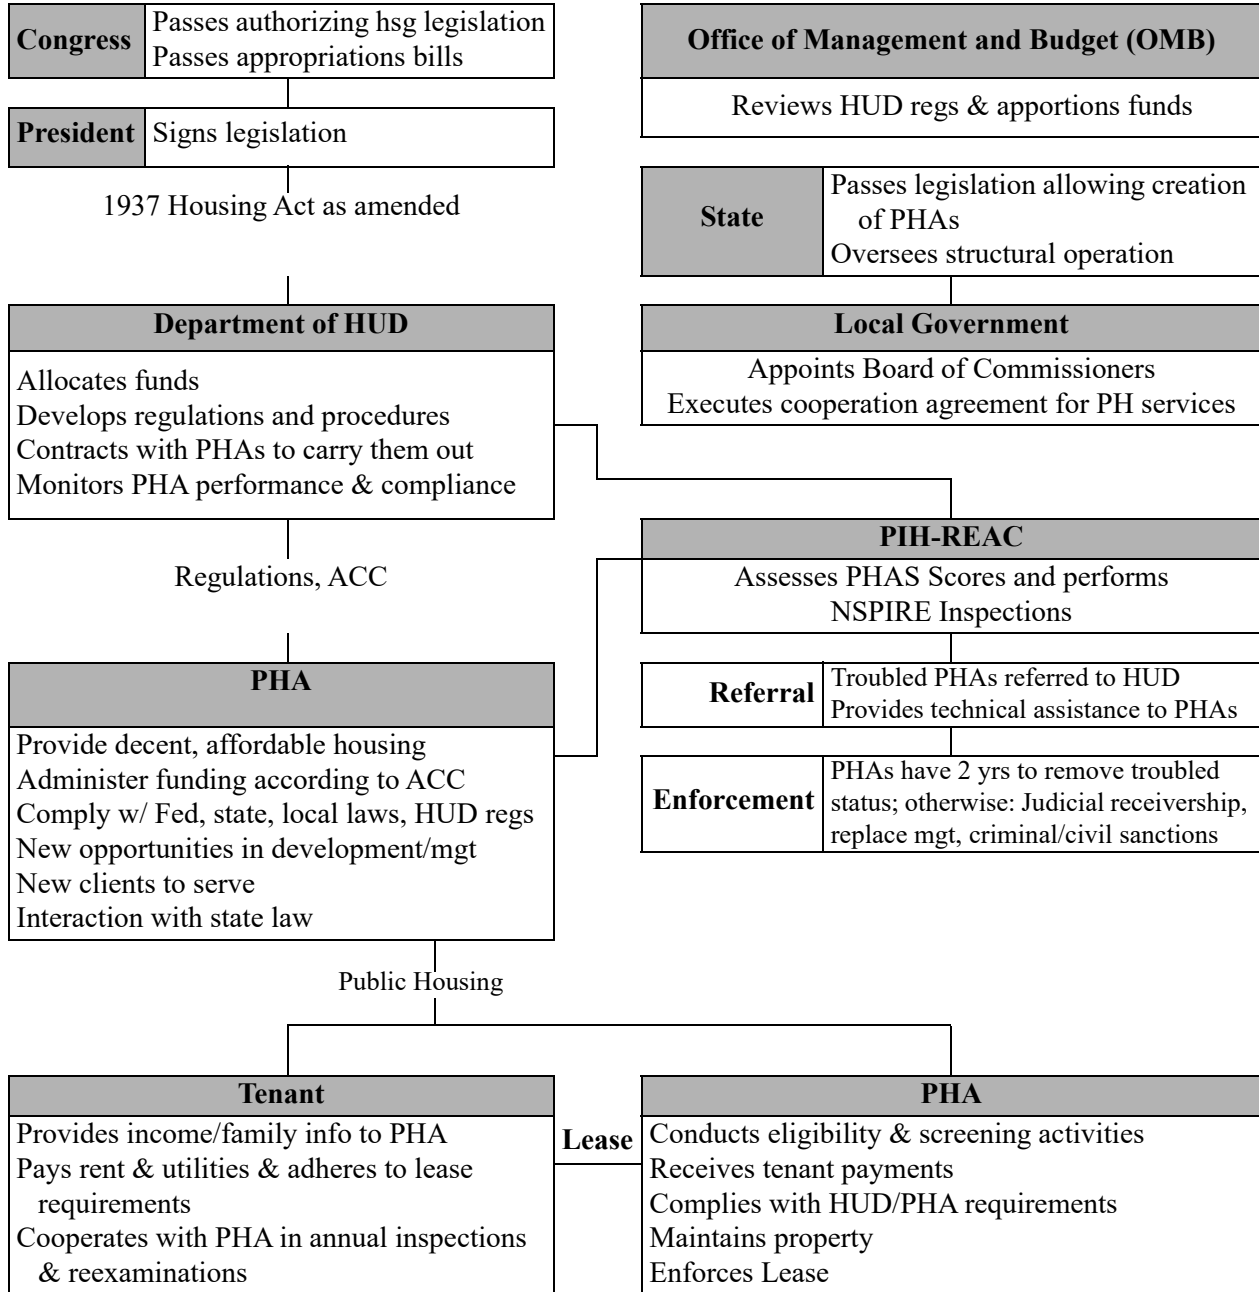 Congress
Passes authorizing hsg legislation
Passes appropriations bills
President
Signs legislation
1937 Housing Act as amended
Office of Management and Budget (OMB)
Reviews HUD regs & apportions funds
State
Passes legislation allowing creation
of PHAs
Oversees structural operation
Department of HUD
Allocates funds
Develops regulations and procedures
Contracts with PHAs to carry them out
Monitors PHA performance & compliance
Local Government
Appoints Board of Commissioners
Executes cooperation agreement for PH services
Regulations, ACC
PIH-REAC
Assesses PHAS Scores and performs
NSPIRE Inspections
Referral
Troubled PHAs referred to HUD
Provides technical assistance to PHAs
Enforcement
PHAs have 2 yrs to remove troubled
status; otherwise: Judicial receivership,
replace mgt, criminal/civil sanctions
PHA
Provide decent, affordable housing
Administer funding according to ACC
Comply w/ Fed, state, local laws, HUD regs
New opportunities in development/mgt
New clients to serve
Interaction with state law
Public Housing
Tenant
Provides income/family info to PHA
Pays rent & utilities & adheres to lease
requirements
Cooperates with PHA in annual inspections
& reexaminations
Lease
PHA
Conducts eligibility & screening activities
Receives tenant payments
Complies with HUD/PHA requirements
Maintains property
Enforces Lease